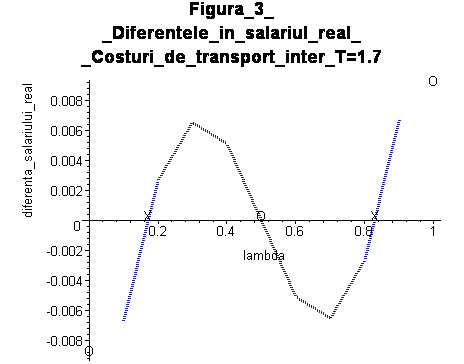 Figura_3_
_Diferentele_in_salariul_real_
_Costuri_de_transport_inter_T=1.7
diferenta_salariului_real
0.008
0.006
0.004
0.002
0
-0.002
-0.004
-0.006
-0.008
0.2
0.4
0.6
0.8
1
lambda